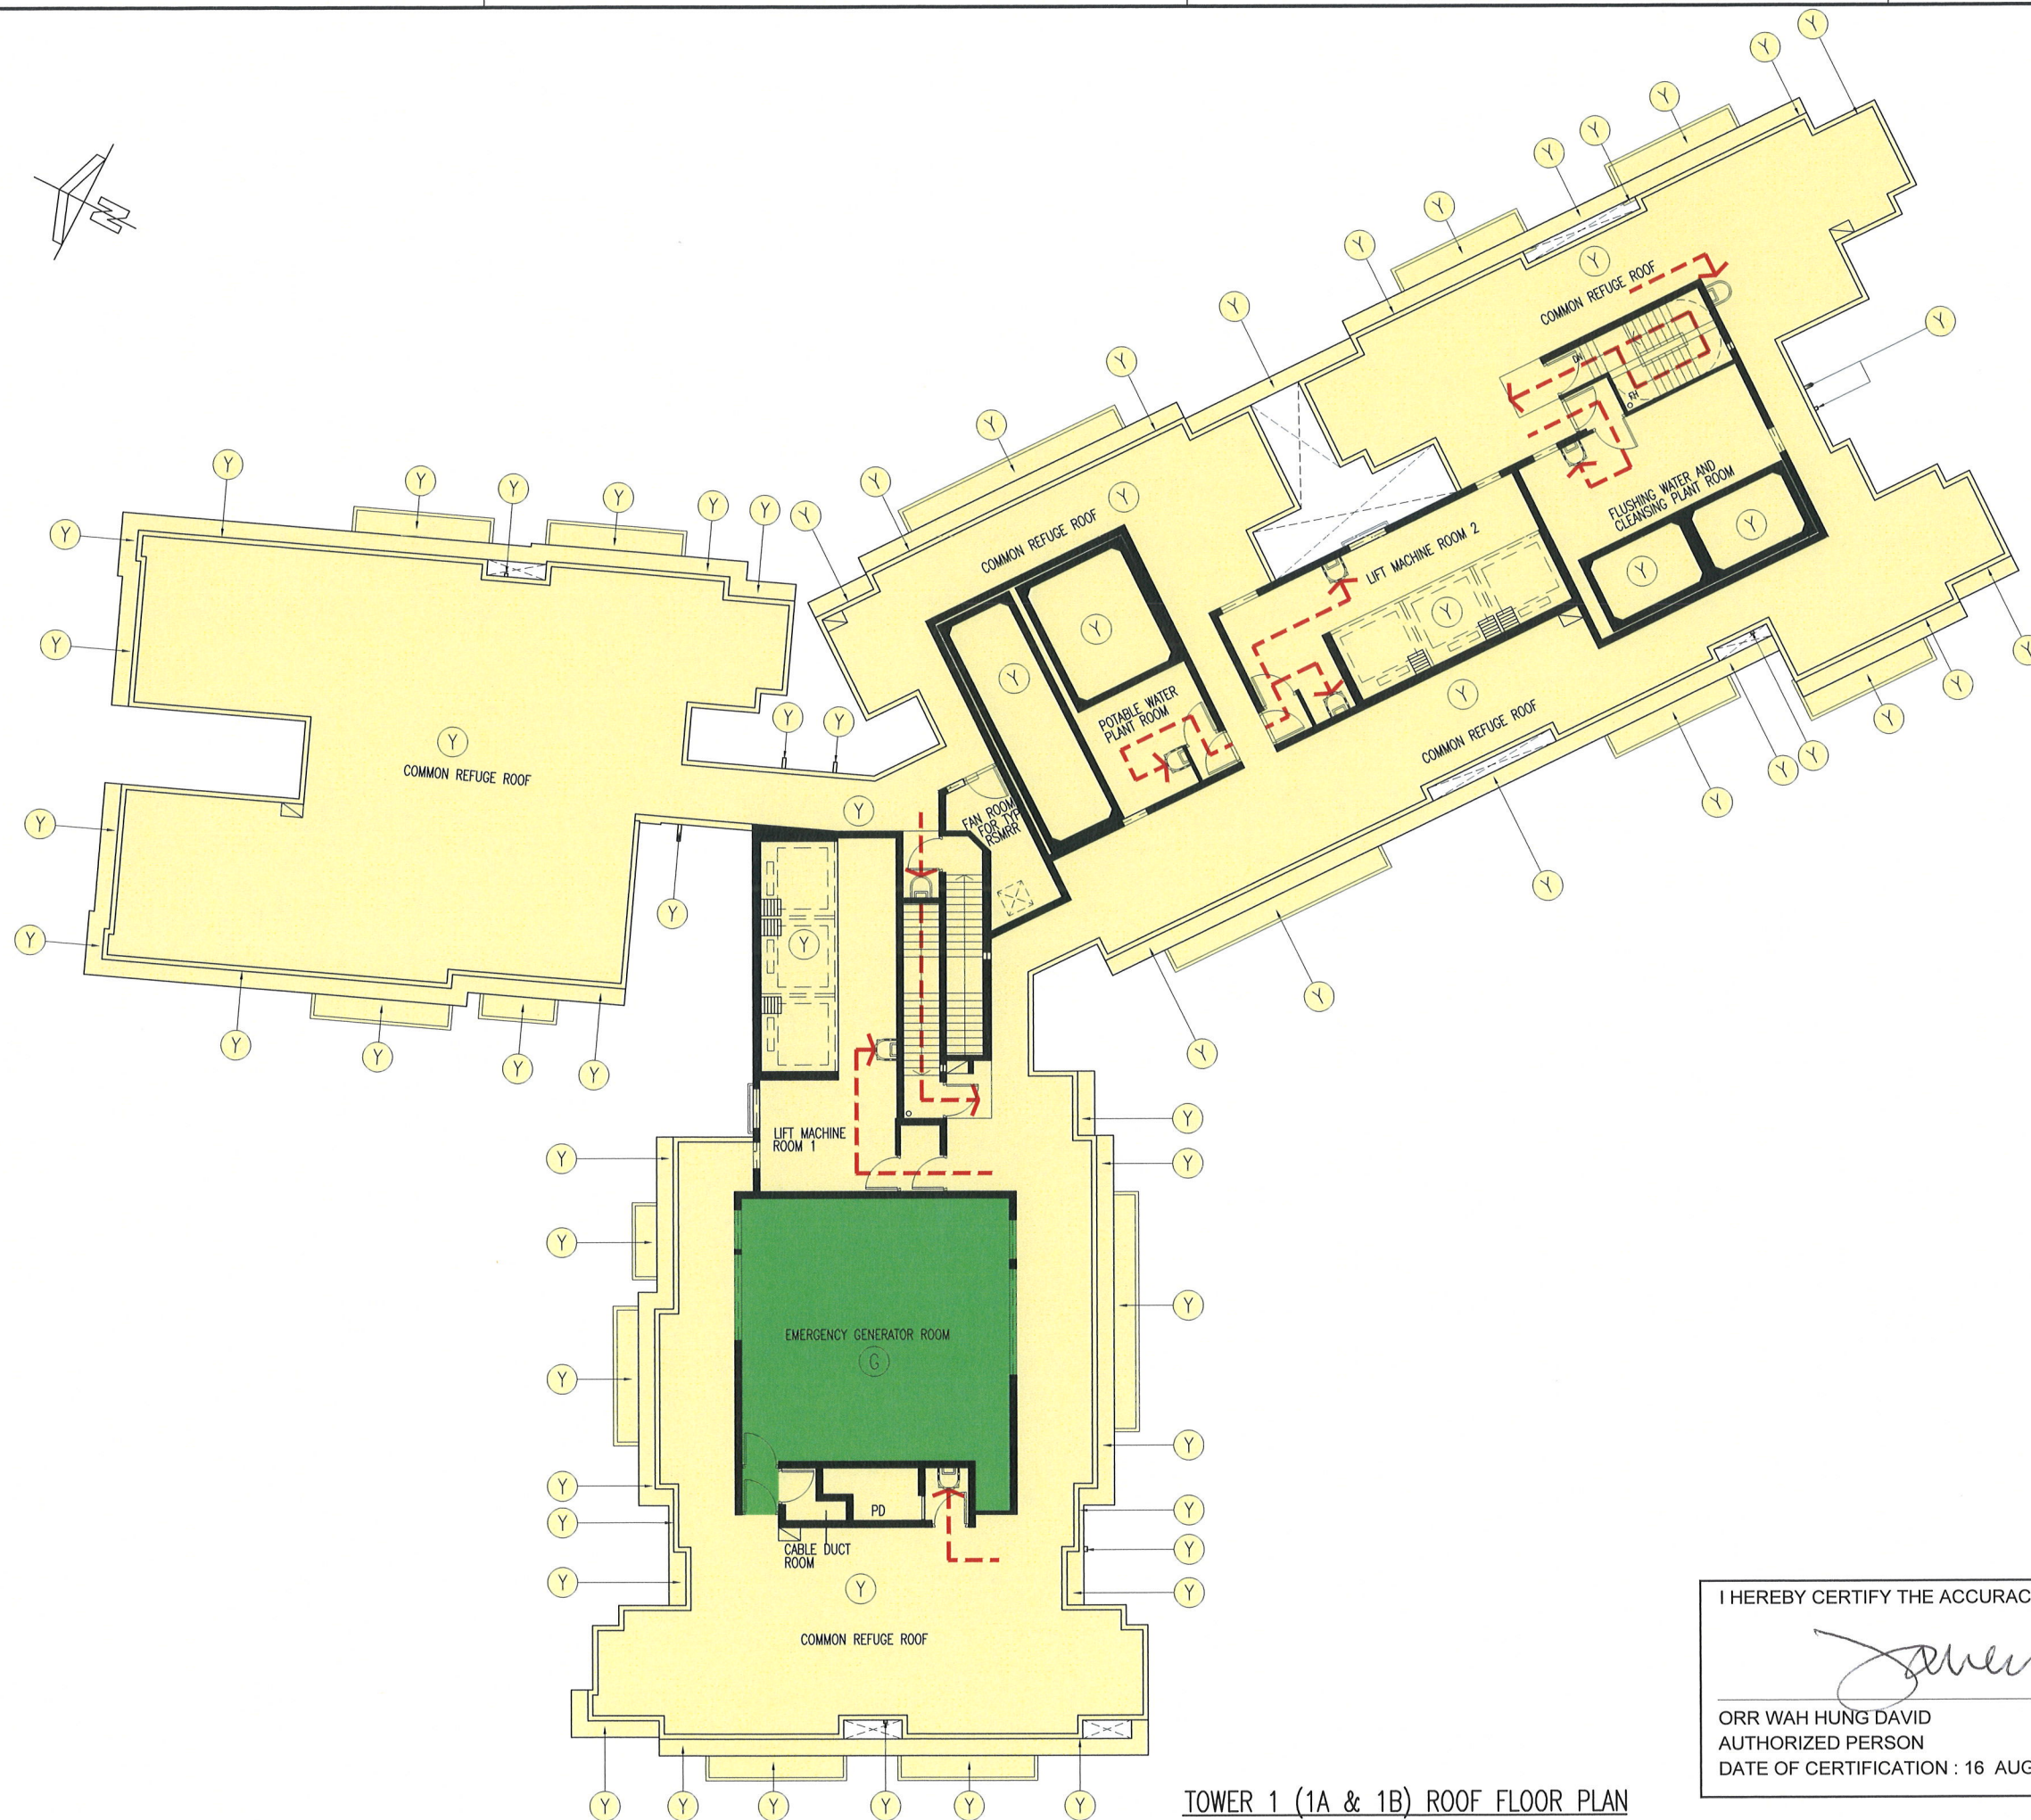 COMMON REFUGE ROOF
DN
FH
FLUSHING WATER AND
CLEANSING PLANT ROOM
COMMON REFUGE ROOF
LIFT MACHINE ROOM 2
POTABLE WATER
PLANT ROOM
COMMON REFUGE ROOF
COMMON REFUGE ROOF
FAN ROOM
FOR TYP
RSMRR
LIFT MACHINE
ROOM 1
EMERGENCY GENERATOR ROOM
G
PD
CABLE DUCT
ROOM
Y
COMMON REFUGE ROOF
N
I HEREBY CERTIFY THE ACCURAC
ORR WAH HUNG DAVID
AUTHORIZED PERSON
DATE OF CERTIFICATION : 16 AUG
TOWER 1 (1A & 1B) ROOF FLOOR PLAN